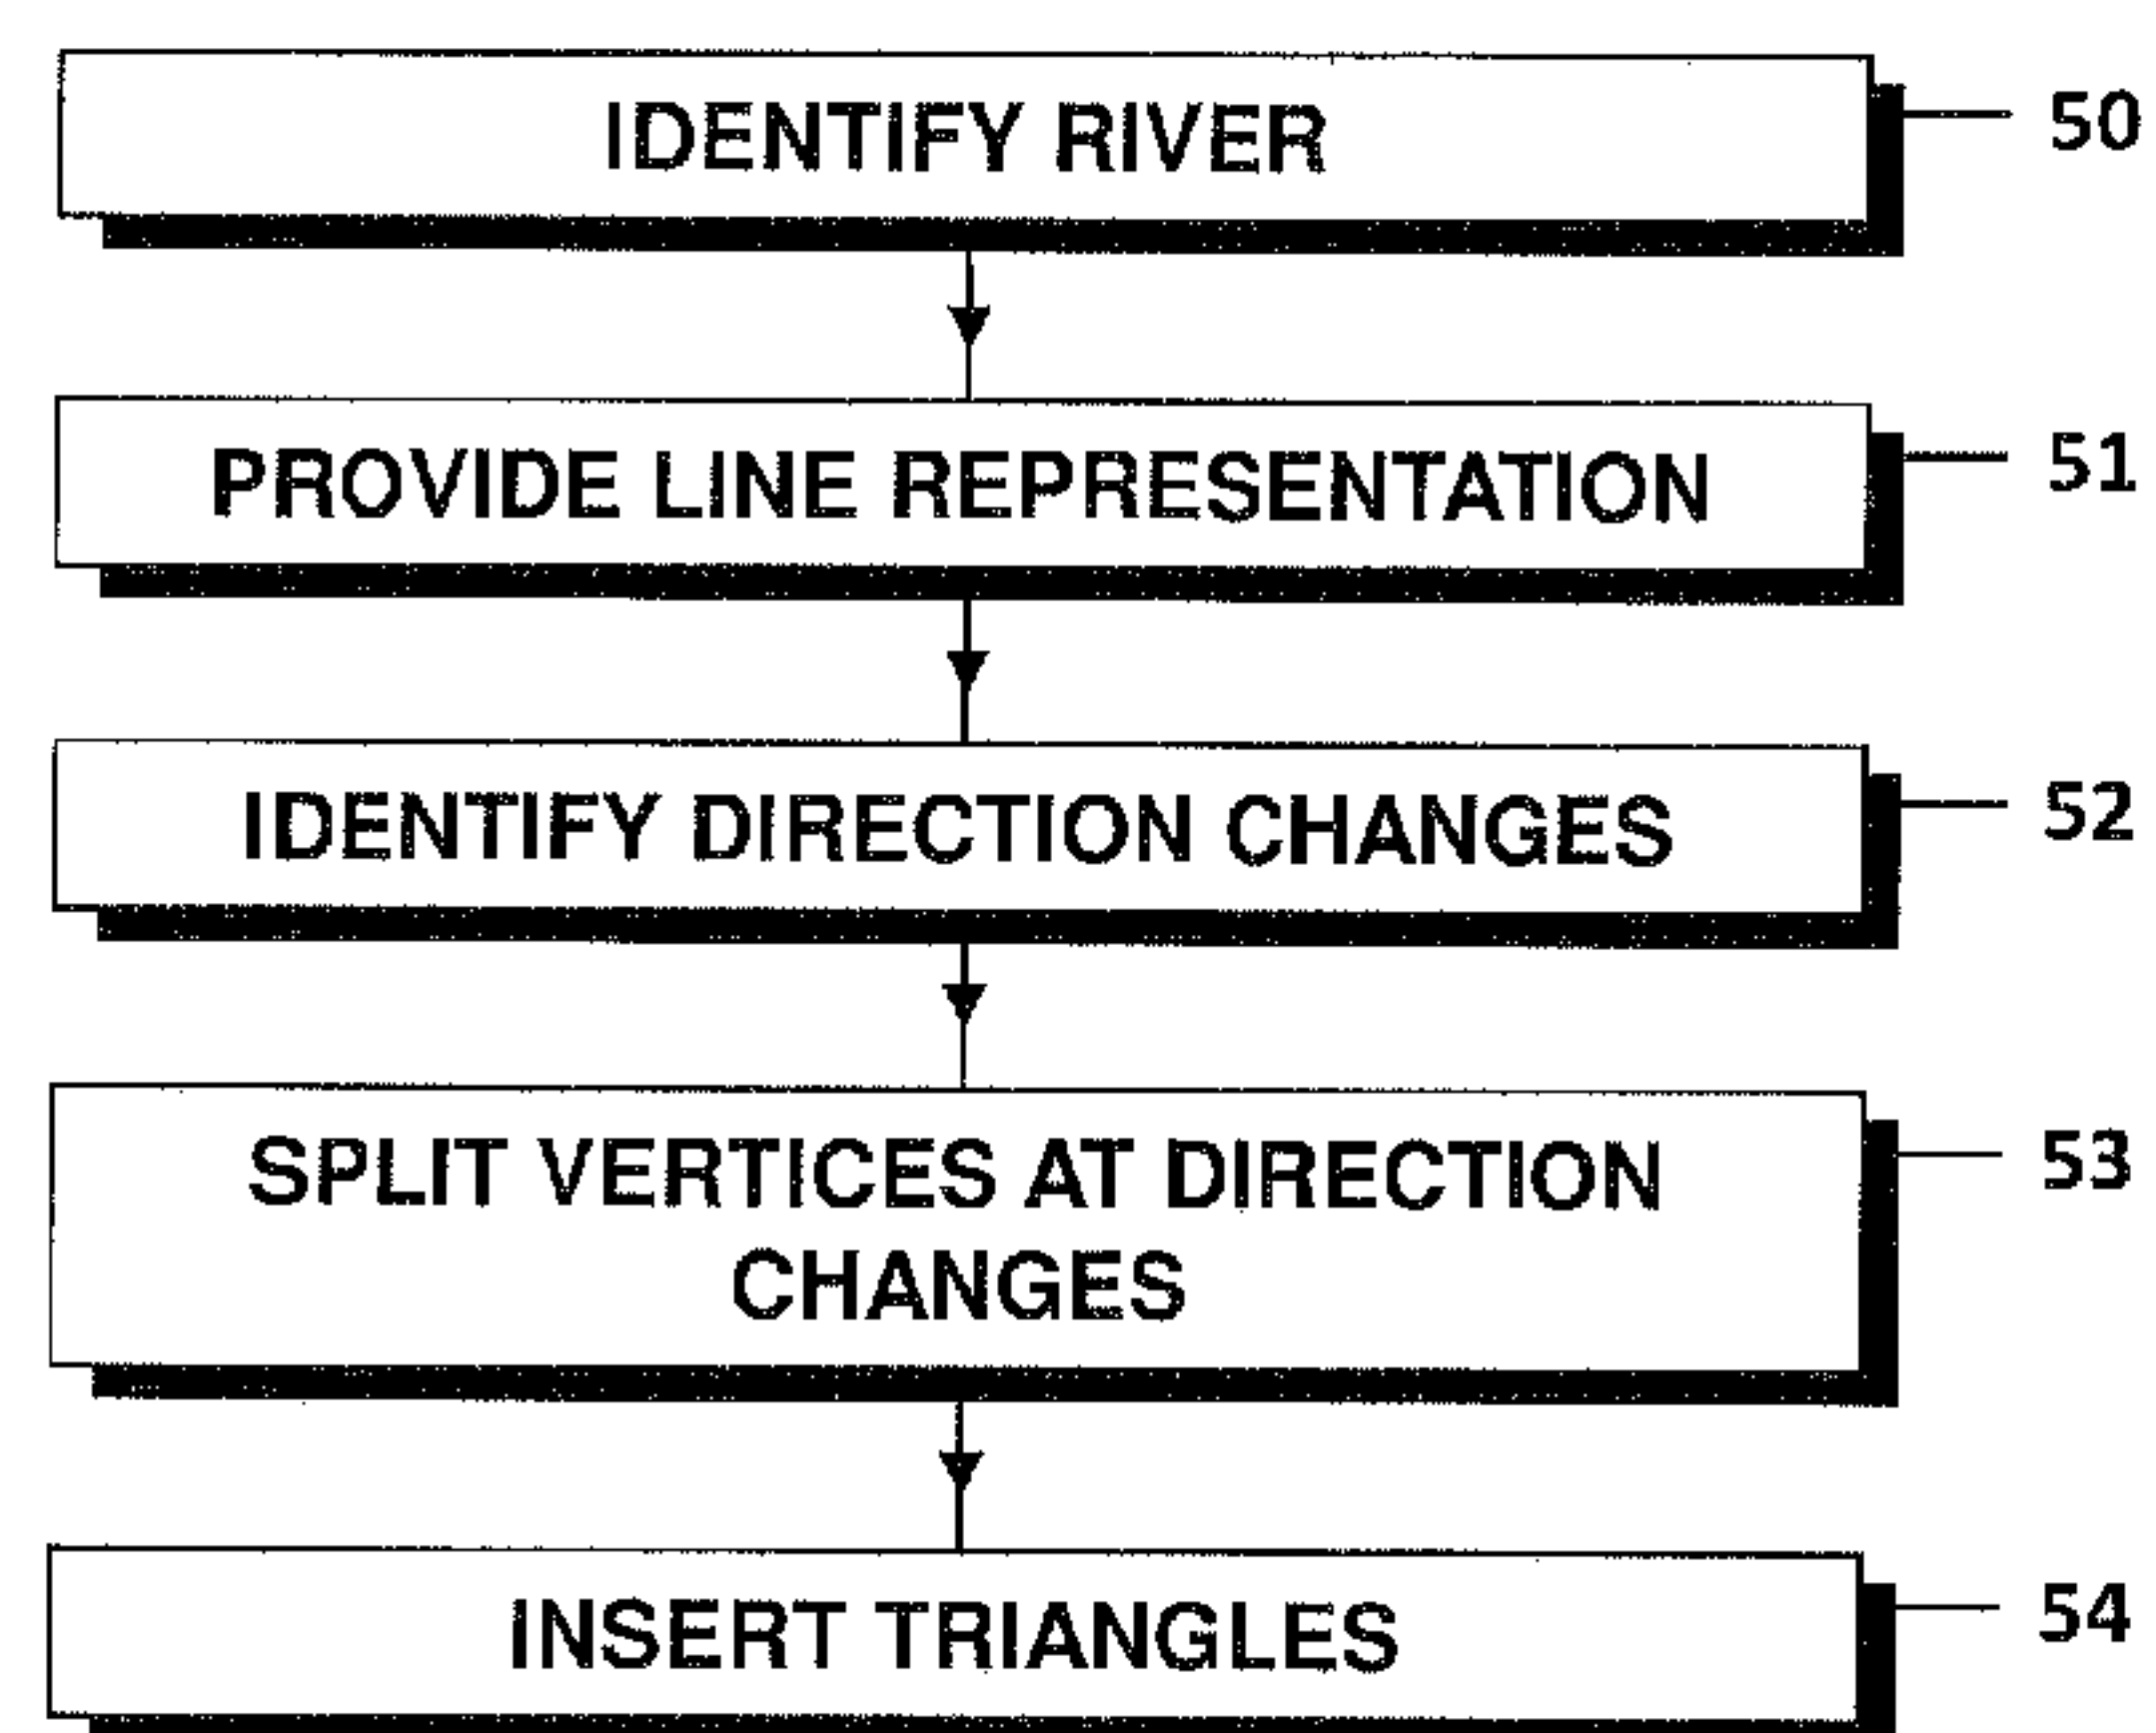 IDENTIFY RIVER
50
PROVIDE LINE REPRESENTATION
51
IDENTIFY DIRECTION CHANGES
52
SPLIT VERTICES AT DIRECTION
CHANGES
53
INSERT TRIANGLES
54